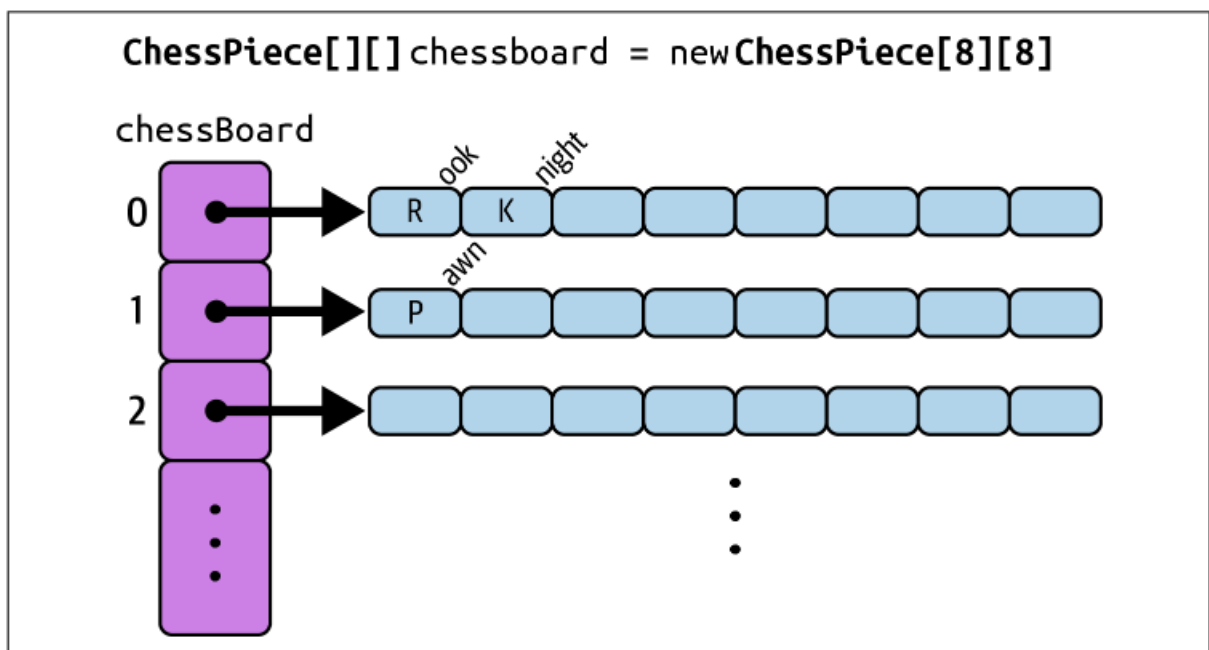 ChessPiece[][] chessboard = new ChessPiece[8][8]
chessBoard
ook night
0 R K
awn
1 P
2